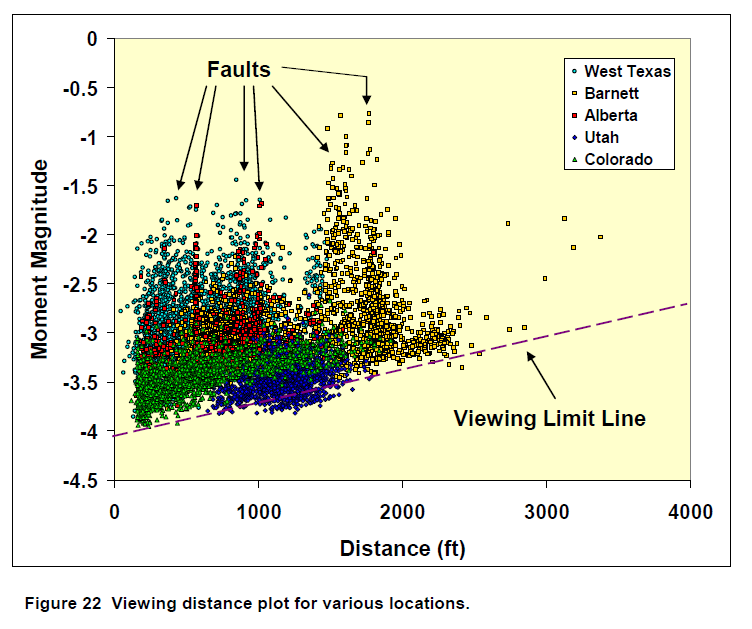 0
-0.5
-1
-1.5
-2
-2.5
-3
-3.5
-4
-4.5
Moment Magnitude
Faults
West Texas
Barnett
Alberta
Utah
Colorado
Viewing Limit Line
0 1000 2000 3000 4000
Distance (ft)
Figure 22 Viewing distance plot for various locations.